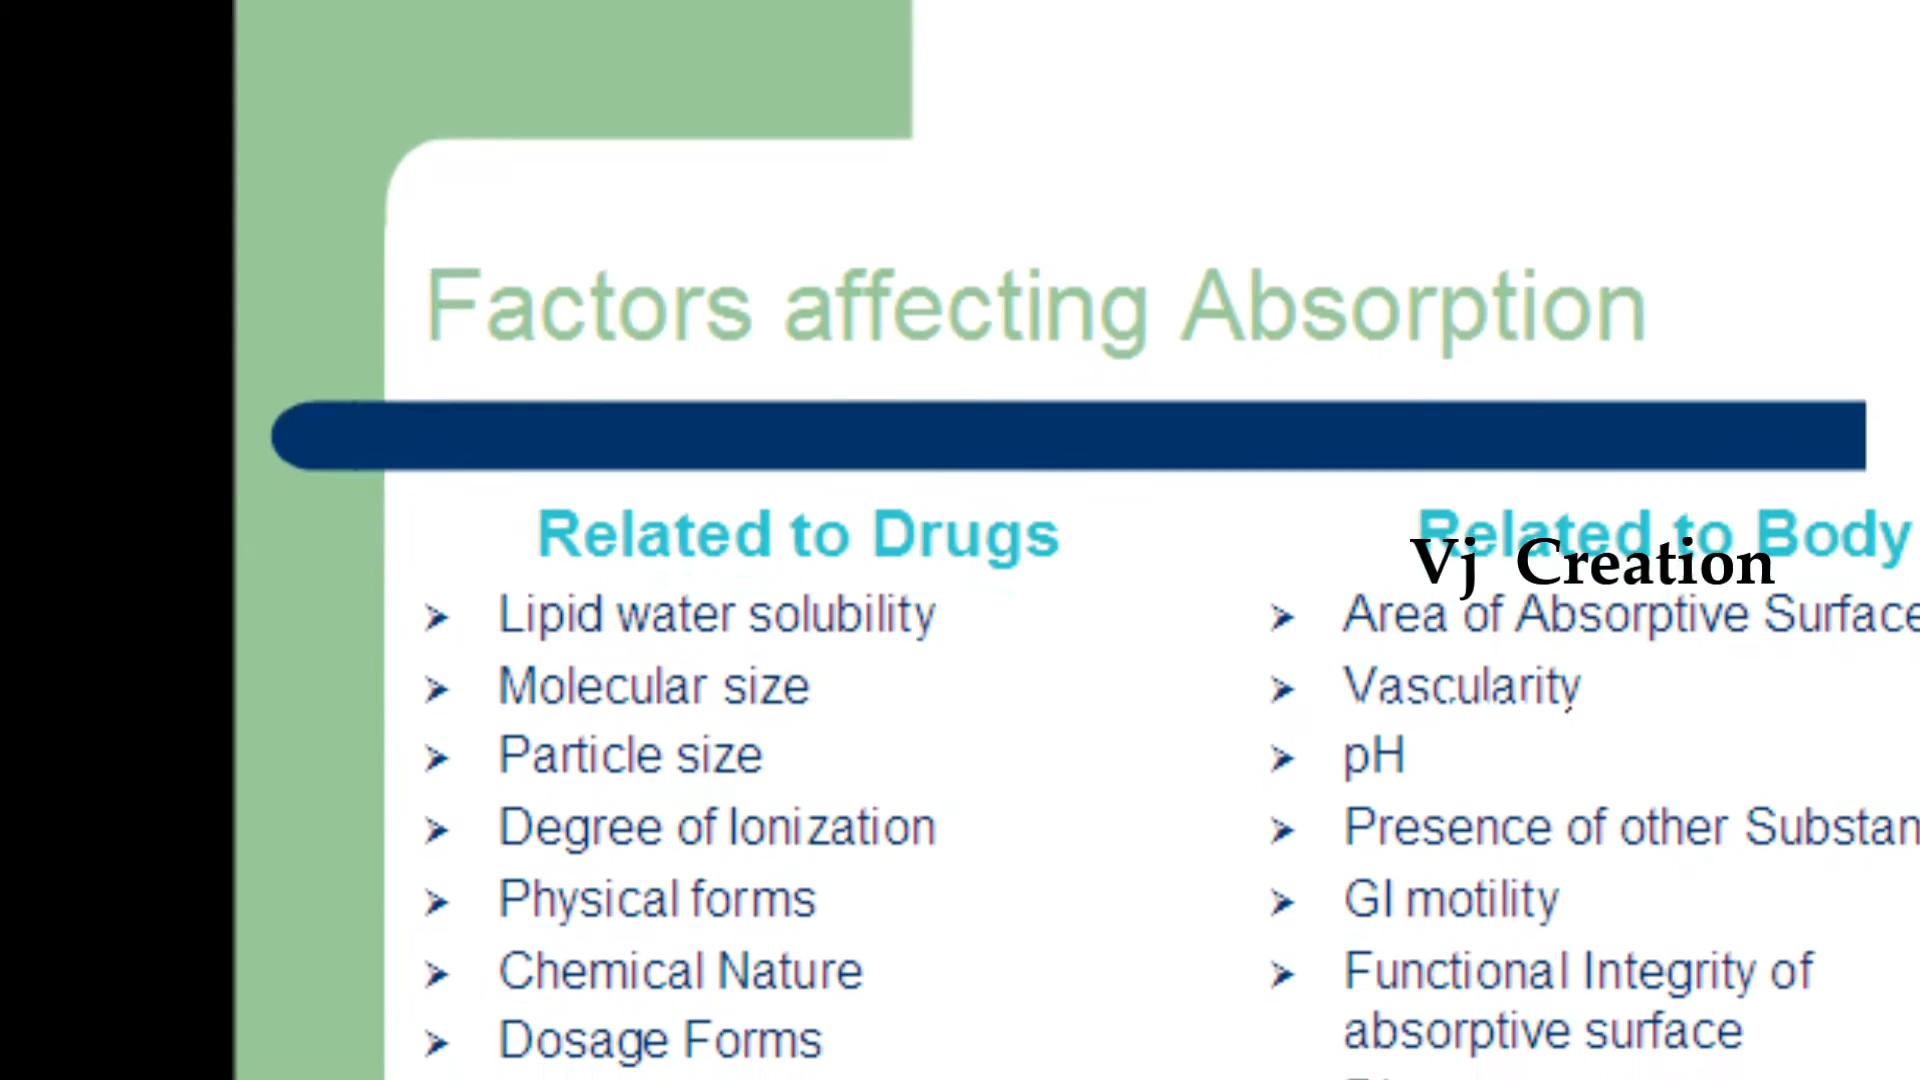 Factors affecting Absorption
Related to Drugs
Lipid water solubility
Molecular size
Particle size
Degree of Ionization
Physical forms
Chemical Nature
Dosage Forms
Related to Body
Vj Creation
Area of Absorptive Surface
Vascularity
pH
Presence of other
GI motility
Functional Integrity of
absorptive surface